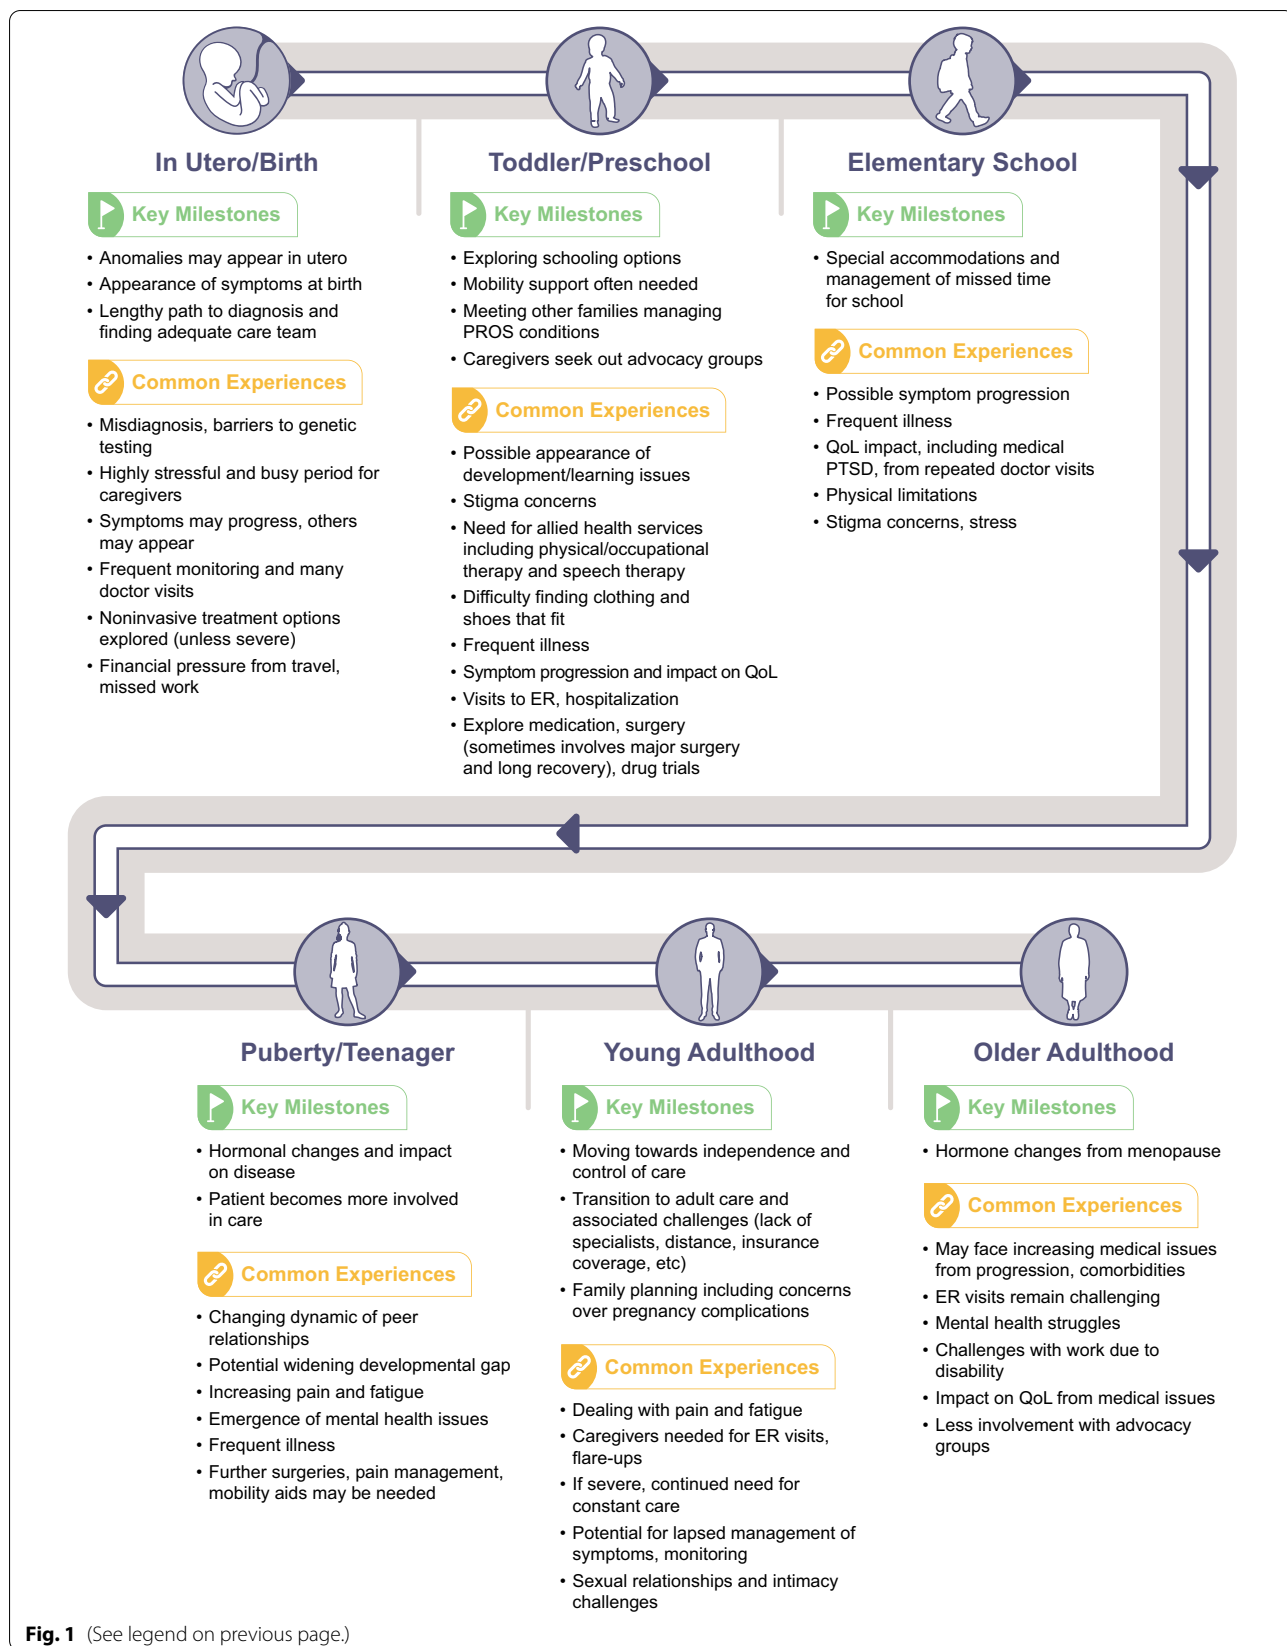 In Utero/Birth
Key Milestones
• Anomalies may appear in utero
• Appearance of symptoms at birth
• Lengthy path to diagnosis and
finding adequate care team
Common Experiences
• Misdiagnosis, barriers to genetic
testing
• Highly stressful and busy period for
caregivers
• Symptoms may progress, others
may appear
• Frequent monitoring and many
doctor visits
• Noninvasive treatment options
explored (unless severe)
• Financial pressure from travel,
missed work
Toddler/Preschool
Key Milestones
• Exploring schooling options
• Mobility support often needed
• Meeting other families managing
PROS conditions
• Caregivers seek out advocacy groups
Common Experiences
• Possible appearance of
development/learning issues
• Stigma concerns
• Need for allied health services
including physical/occupational
therapy and speech therapy
• Difficulty finding clothing and
shoes that fit
• Frequent illness
• Symptom progression and impact on QoL
• Visits to ER, hospitalization
• Explore medication, surgery
(sometimes involves major surgery
and long recovery), drug trials
Elementary School
Key Milestones
• Special accommodations and
management of missed time
for school
Common Experiences
• Possible symptom progression
• Frequent illness
• QoL impact, including medical
PTSD, from repeated doctor visits
• Physical limitations
• Stigma concerns, stress
Puberty/Teenager
Key Milestones
• Hormonal changes and impact
on disease
• Patient becomes more involved
in care
Common Experiences
• Changing dynamic of peer
relationships
• Potential widening developmental gap
• Increasing pain and fatigue
• Emergence of mental health issues
• Frequent illness
• Further surgeries, pain management,
mobility aids may be needed
Young Adulthood
Key Milestones
• Moving towards independence and
control of care
• Transition to adult care and
associated challenges (lack of
specialists, distance, insurance
coverage, etc)
• Family planning including concerns
over pregnancy complications
Common Experiences
• Dealing with pain and fatigue
• Caregivers needed for ER visits,
flare-ups
• If severe, continued need for
constant care
• Potential for lapsed management of
symptoms, monitoring
• Sexual relationships and intimacy
challenges
Older Adulthood
Key Milestones
• Hormone changes from menopause
Common Experiences
• May face increasing medical issues
from progression, comorbidities
• ER visits remain challenging
• Mental health struggles
• Challenges with work due to
disability
• Impact on QoL from medical issues
• Less involvement with advocacy
groups
Fig. 1 (See legend on previous page.)